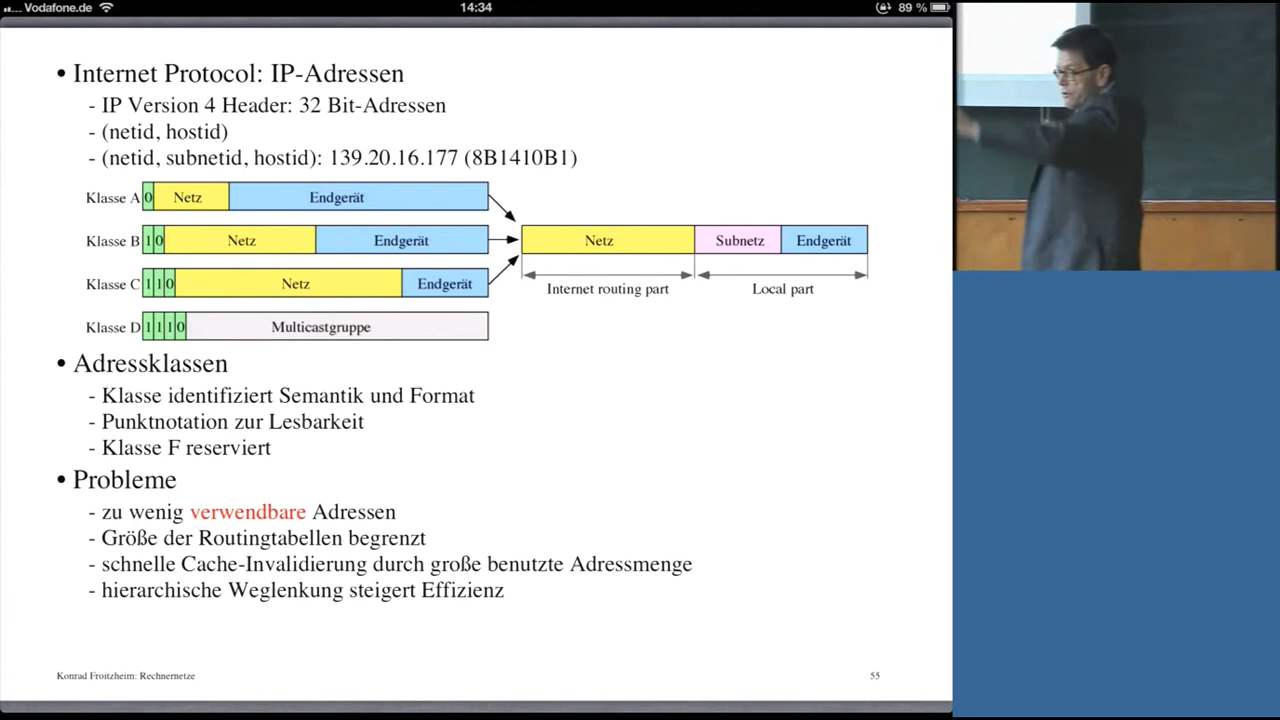 Vodafone.de 14:34 89 %
• Internet Protocol: IP-Adressen
- IP Version 4 Header: 32 Bit-Adressen
- (netid, hostid)
- (netid, subnetid, hostid): 139.20.16.177 (8B1410B1)
Klasse A 0 Netz Endgerät
Klasse B 1 0 Netz Endgerät
Netz Subnetz Endgerät
Klasse C 1 1 0 Netz Endgerät
Internet routing part Local part
Klasse D 1 1 1 0 Multicastgruppe
• Adressklassen
- Klasse identifiziert Semantik und Format
- Punktnotation zur Lesbarkeit
- Klasse F reserviert
• Probleme
- zu wenig verwendbare Adressen
- Größe der Routingtabellen begrenzt
- schnelle Cache-Invalidierung durch große benutzte Adressmenge
- hierarchische Weglenkung steigert Effizienz
Konrad Froitzheim: Rechnernetze 55